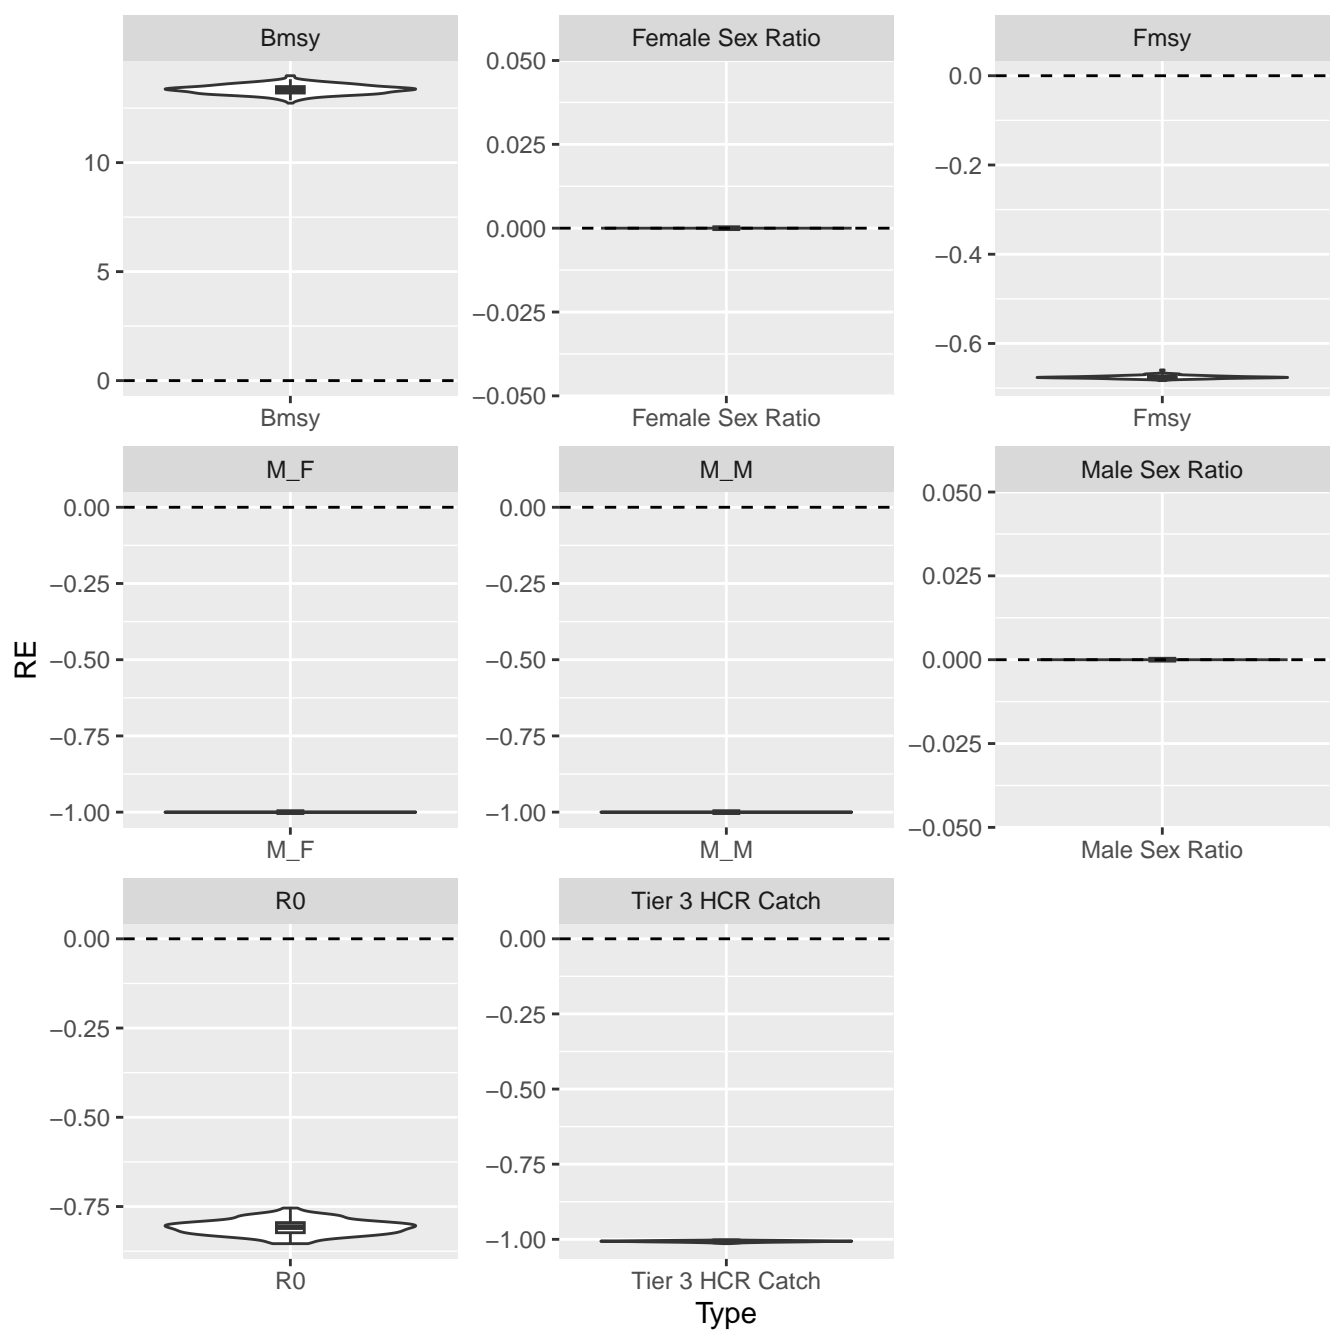 Bmsy
Female Sex Ratio
Fmsy
10
5
0
0.050
0.025
0.000
−0.025
−0.050
0.0
−0.2
−0.4
−0.6
Bmsy
Female Sex Ratio
Fmsy
M_F
M_M
Male Sex Ratio
0.00
−0.25
−0.50
−0.75
−1.00
0.00
−0.25
−0.50
−0.75
−1.00
0.050
0.025
0.000
−0.025
−0.050
M_F
M_M
Male Sex Ratio
RE
R0
Tier 3 HCR Catch
0.00
−0.25
−0.50
−0.75
0.00
−0.25
−0.50
−0.75
−1.00
R0
Tier 3 HCR Catch
Type